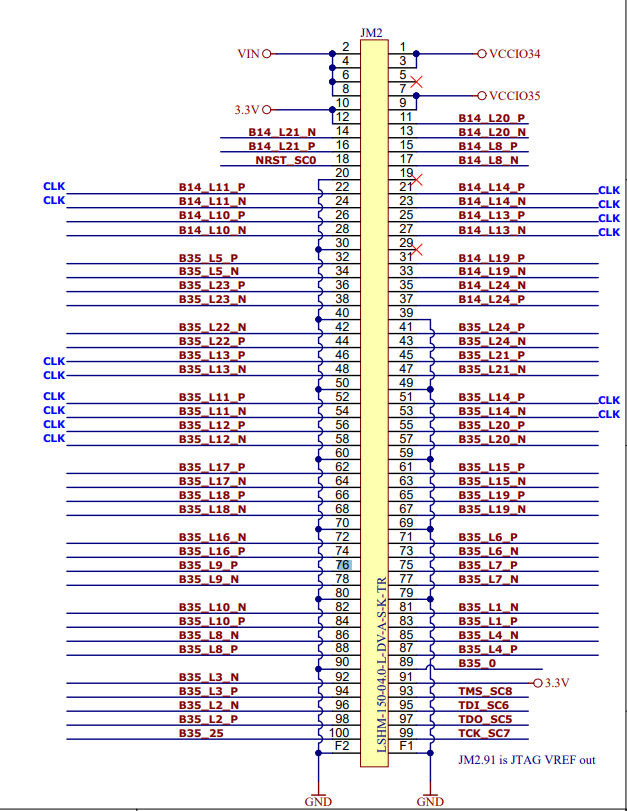 JM2
VIN 2 1 VCCIO34
4 3
6 5
8 7 VCCIO35
3.3V 10 9
12 11 B14_L20_P
B14_L21_N 14 13 B14_L20_N
B14_L21_P 16 15 B14_L8_P
NRST_SC0 18 17 B14_L8_N
20 19
CLK B14_L11_P 22 21 B14_L14_P CLK
CLK B14_L11_N 24 23 B14_L14_N CLK
B14_L10_P 26 25 B14_L13_P CLK
B14_L10_N 28 27 B14_L13_N CLK
30 29
B35_L5_P 32 31 B14_L19_P
B35_L5_N 34 33 B14_L19_N
B35_L23_P 36 35 B14_L24_N
B35_L23_N 38 37 B14_L24_P
40 39
B35_L22_N 42 41 B35_L24_P
B35_L22_P 44 43 B35_L24_N
CLK B35_L13_P 46 45 B35_L21_P
CLK B35_L13_N 48 47 B35_L21_N
50 49
CLK B35_L11_P 52 51 B35_L14_P CLK
CLK B35_L11_N 54 53 B35_L14_N CLK
CLK B35_L12_P 56 55 B35_L20_P
CLK B35_L12_N 58 57 B35_L20_N
60 59
B35_L17_P 62 61 B35_L15_P
B35_L17_N 64 63 B35_L15_N
B35_L18_P 66 65 B35_L19_P
B35_L18_N 68 67 B35_L19_N
70 69
B35_L16_N 72 71 B35_L6_P
B35_L16_P 74 73 B35_L6_N
B35_L9_P 76 75 B35_L7_P
B35_L9_N 78 77 B35_L7_N
80 79
B35_L10_N 82 81 B35_L1_N
B35_L10_P 84 83 B35_L1_P
B35_L8_N 86 85 B35_L4_N
B35_L8_P 88 87 B35_L4_P
90 89 B35_0
B35_L3_N 92 91 3.3V
B35_L3_P 94 93 TMS_SC8
B35_L2_N 96 95 TDI_SC6
B35_L2_P 98 97 TDO_SC5
B35_25 100 99 TCK_SC7
F2 F1
LSHM-150-04.0-L-DV-A-S-K-TR
JM2.91 is JTAG VREF out
GND GND